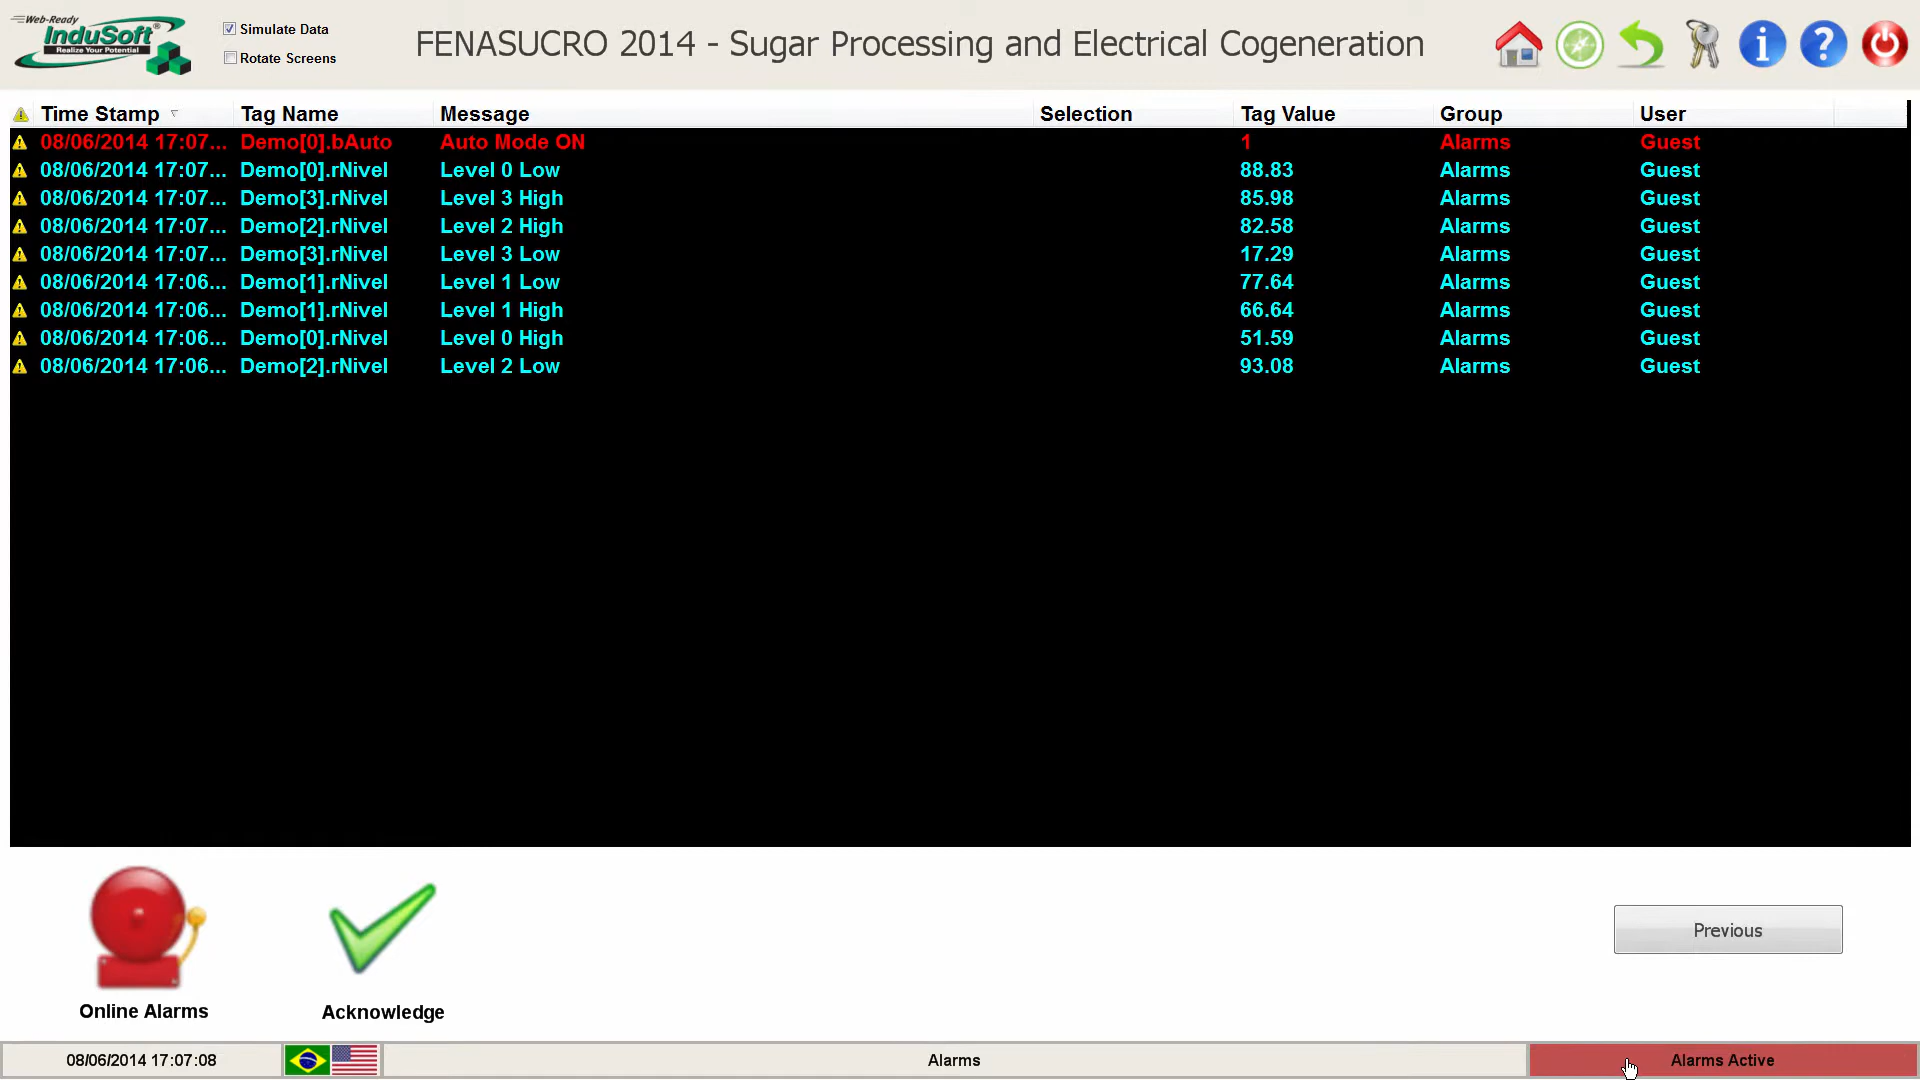 Web-Ready
InduSoft®
Realize Your Potential
Simulate Data
Rotate Screens
FENASUCRO 2014 - Sugar Processing and Electrical Cogeneration
Time Stamp Tag Name Message Selection Tag Value Group User
08/06/2014 17:07... Demo[0].bAuto Auto Mode ON 1 Alarms Guest
08/06/2014 17:07... Demo[0].rNivel Level 0 Low 88.83 Alarms Guest
08/06/2014 17:07... Demo[3].rNivel Level 3 High 85.98 Alarms Guest
08/06/2014 17:07... Demo[2].rNivel Level 2 High 82.58 Alarms Guest
08/06/2014 17:07... Demo[3].rNivel Level 3 Low 17.29 Alarms Guest
08/06/2014 17:06... Demo[1].rNivel Level 1 Low 77.64 Alarms Guest
08/06/2014 17:06... Demo[1].rNivel Level 1 High 66.64 Alarms Guest
08/06/2014 17:06... Demo[0].rNivel Level 0 High 51.59 Alarms Guest
08/06/2014 17:06... Demo[2].rNivel Level 2 Low 93.08 Alarms Guest
Previous
Online Alarms
Acknowledge
08/06/2014 17:07:08 Alarms Alarms Active